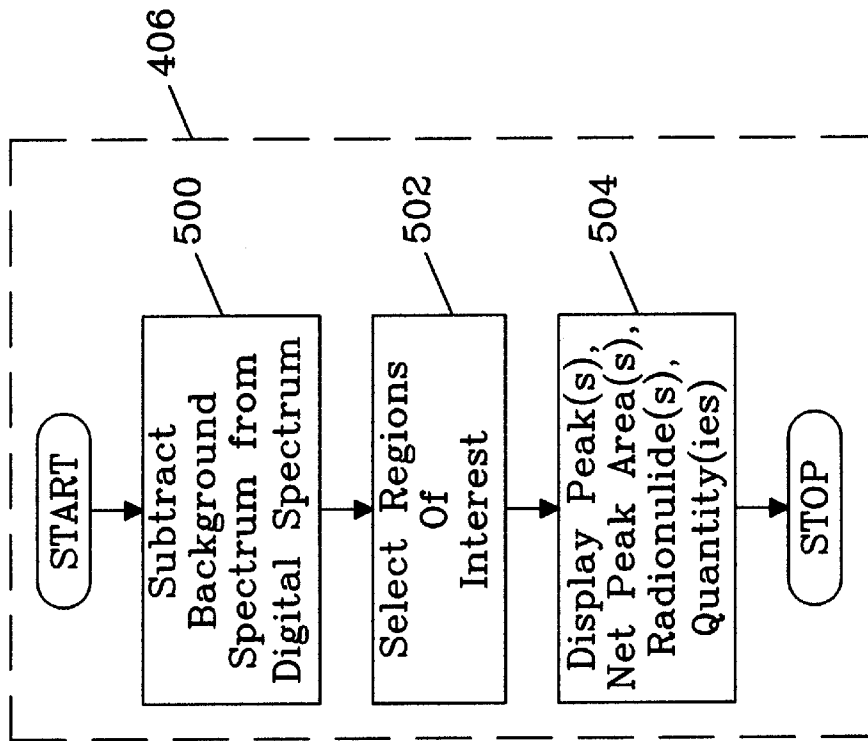 406
START
500
Subtract
Background
Spectrum from
Digital Spectrum
502
Select Regions
Of
Interest
504
Display Peak(s),
Net Peak Area(s),
Radionulide(s),
Quantity(ies)
STOP